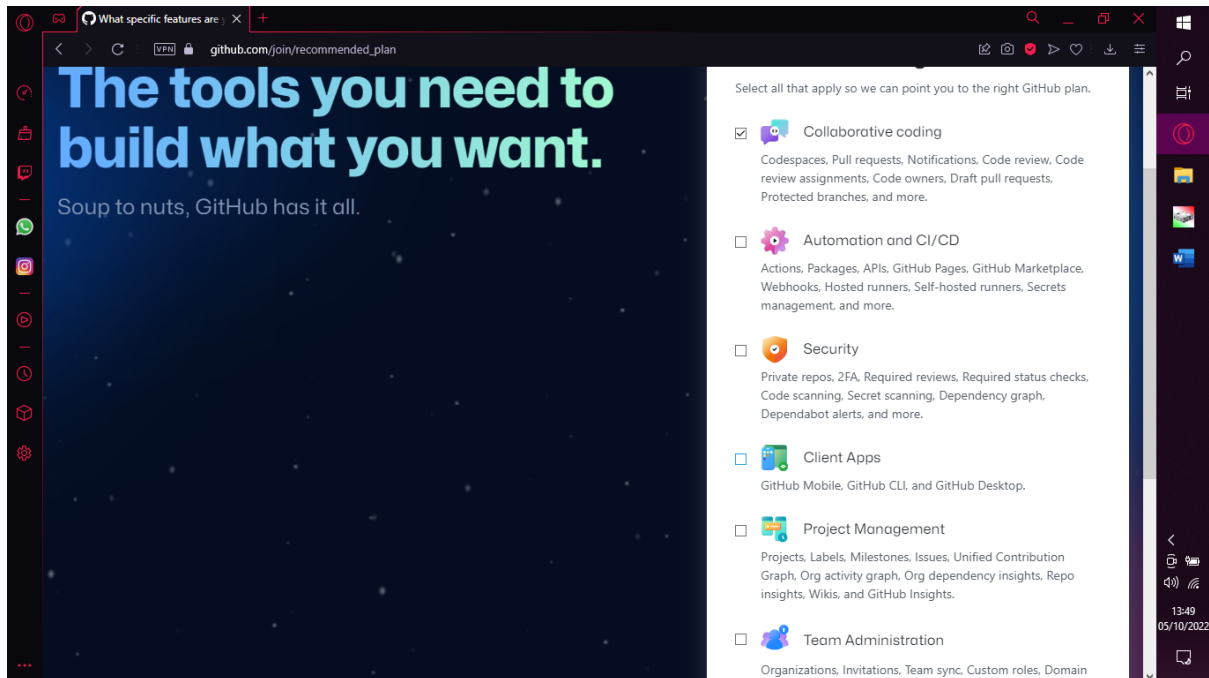 What specific features are y
VPN
github.com/join/recommended_plan
The tools you need to
build what you want.
Soup to nuts, GitHub has it all.
Select all that apply so we can point you to the right GitHub plan.
Collaborative coding
Codespaces, Pull requests, Notifications, Code review, Code
review assignments, Code owners, Draft pull requests,
Protected branches, and more.
Automation and CI/CD
Actions, Packages, APIs, GitHub Pages, GitHub Marketplace,
Webhooks, Hosted runners, Self-hosted runners, Secrets
management, and more.
Security
Private repos, 2FA, Required reviews, Required status checks,
Code scanning, Secret scanning, Dependency graph,
Dependabot alerts, and more.
Client Apps
GitHub Mobile, GitHub CLI, and GitHub Desktop.
Project Management
Projects, Labels, Milestones, Issues, Unified Contribution
Graph, Org activity graph, Org dependency insights, Repo
insights, Wikis, and GitHub Insights.
Team Administration
Organizations, Invitations, Team sync, Custom roles, Domain
W
13:49
05/10/2022